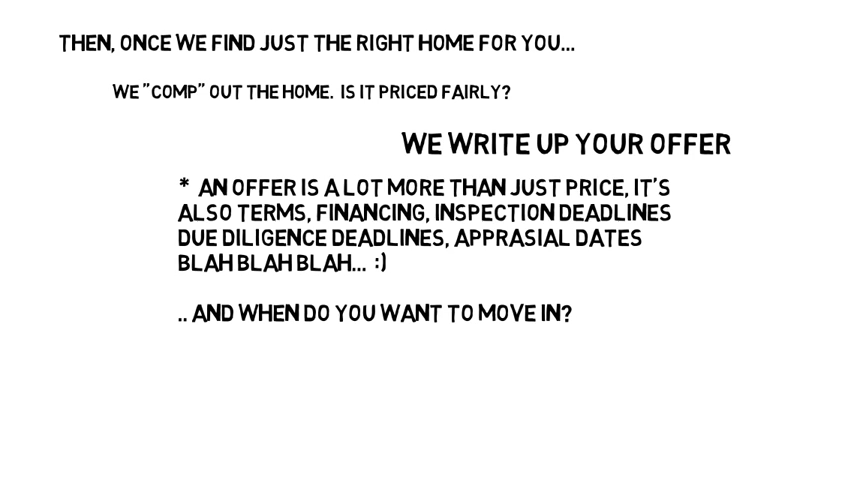 THEN, ONCE WE FIND JUST THE RIGHT HOME FOR YOU...
WE "COMP" OUT THE HOME. IS IT PRICED FAIRLY?
WE WRITE UP YOUR OFFER
* AN OFFER IS A LOT MORE THAN JUST PRICE, IT'S
ALSO TERMS, FINANCING, INSPECTION DEADLINES
DUE DILIGENCE DEADLINES, APPRASIAL DATES
BLAH BLAH BLAH... :)
.. AND WHEN DO YOU WANT TO MOVE IN?